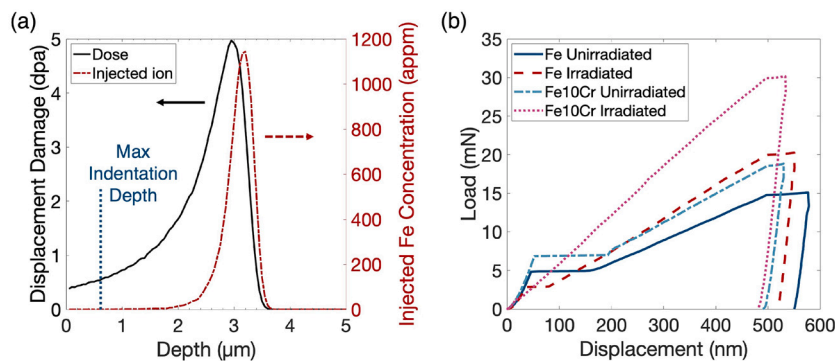 (a)
Displacement Damage (dpa)
5
4
3
2
1
0
Dose
Injected ion
Max
Indentation
Depth
0
1
2
3
4
5
Depth (μm)
1200
1000
800
600
400
200
0
Injected Fe Concentration (appm)
(b)
Load (mN)
35
30
25
20
15
10
5
0
Fe Unirradiated
Fe Irradiated
Fe10Cr Unirradiated
Fe10Cr Irradiated
0
100
200
300
400
500
600
Displacement (nm)